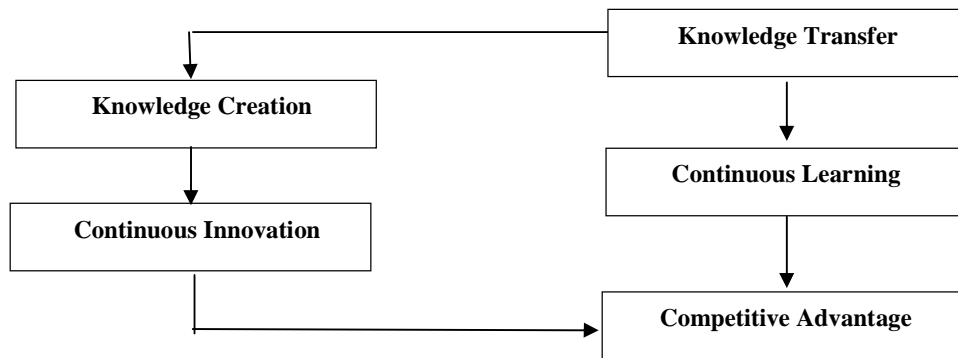 Knowledge Transfer
Knowledge Creation
Continuous Learning
Continuous Innovation
Competitive Advantage